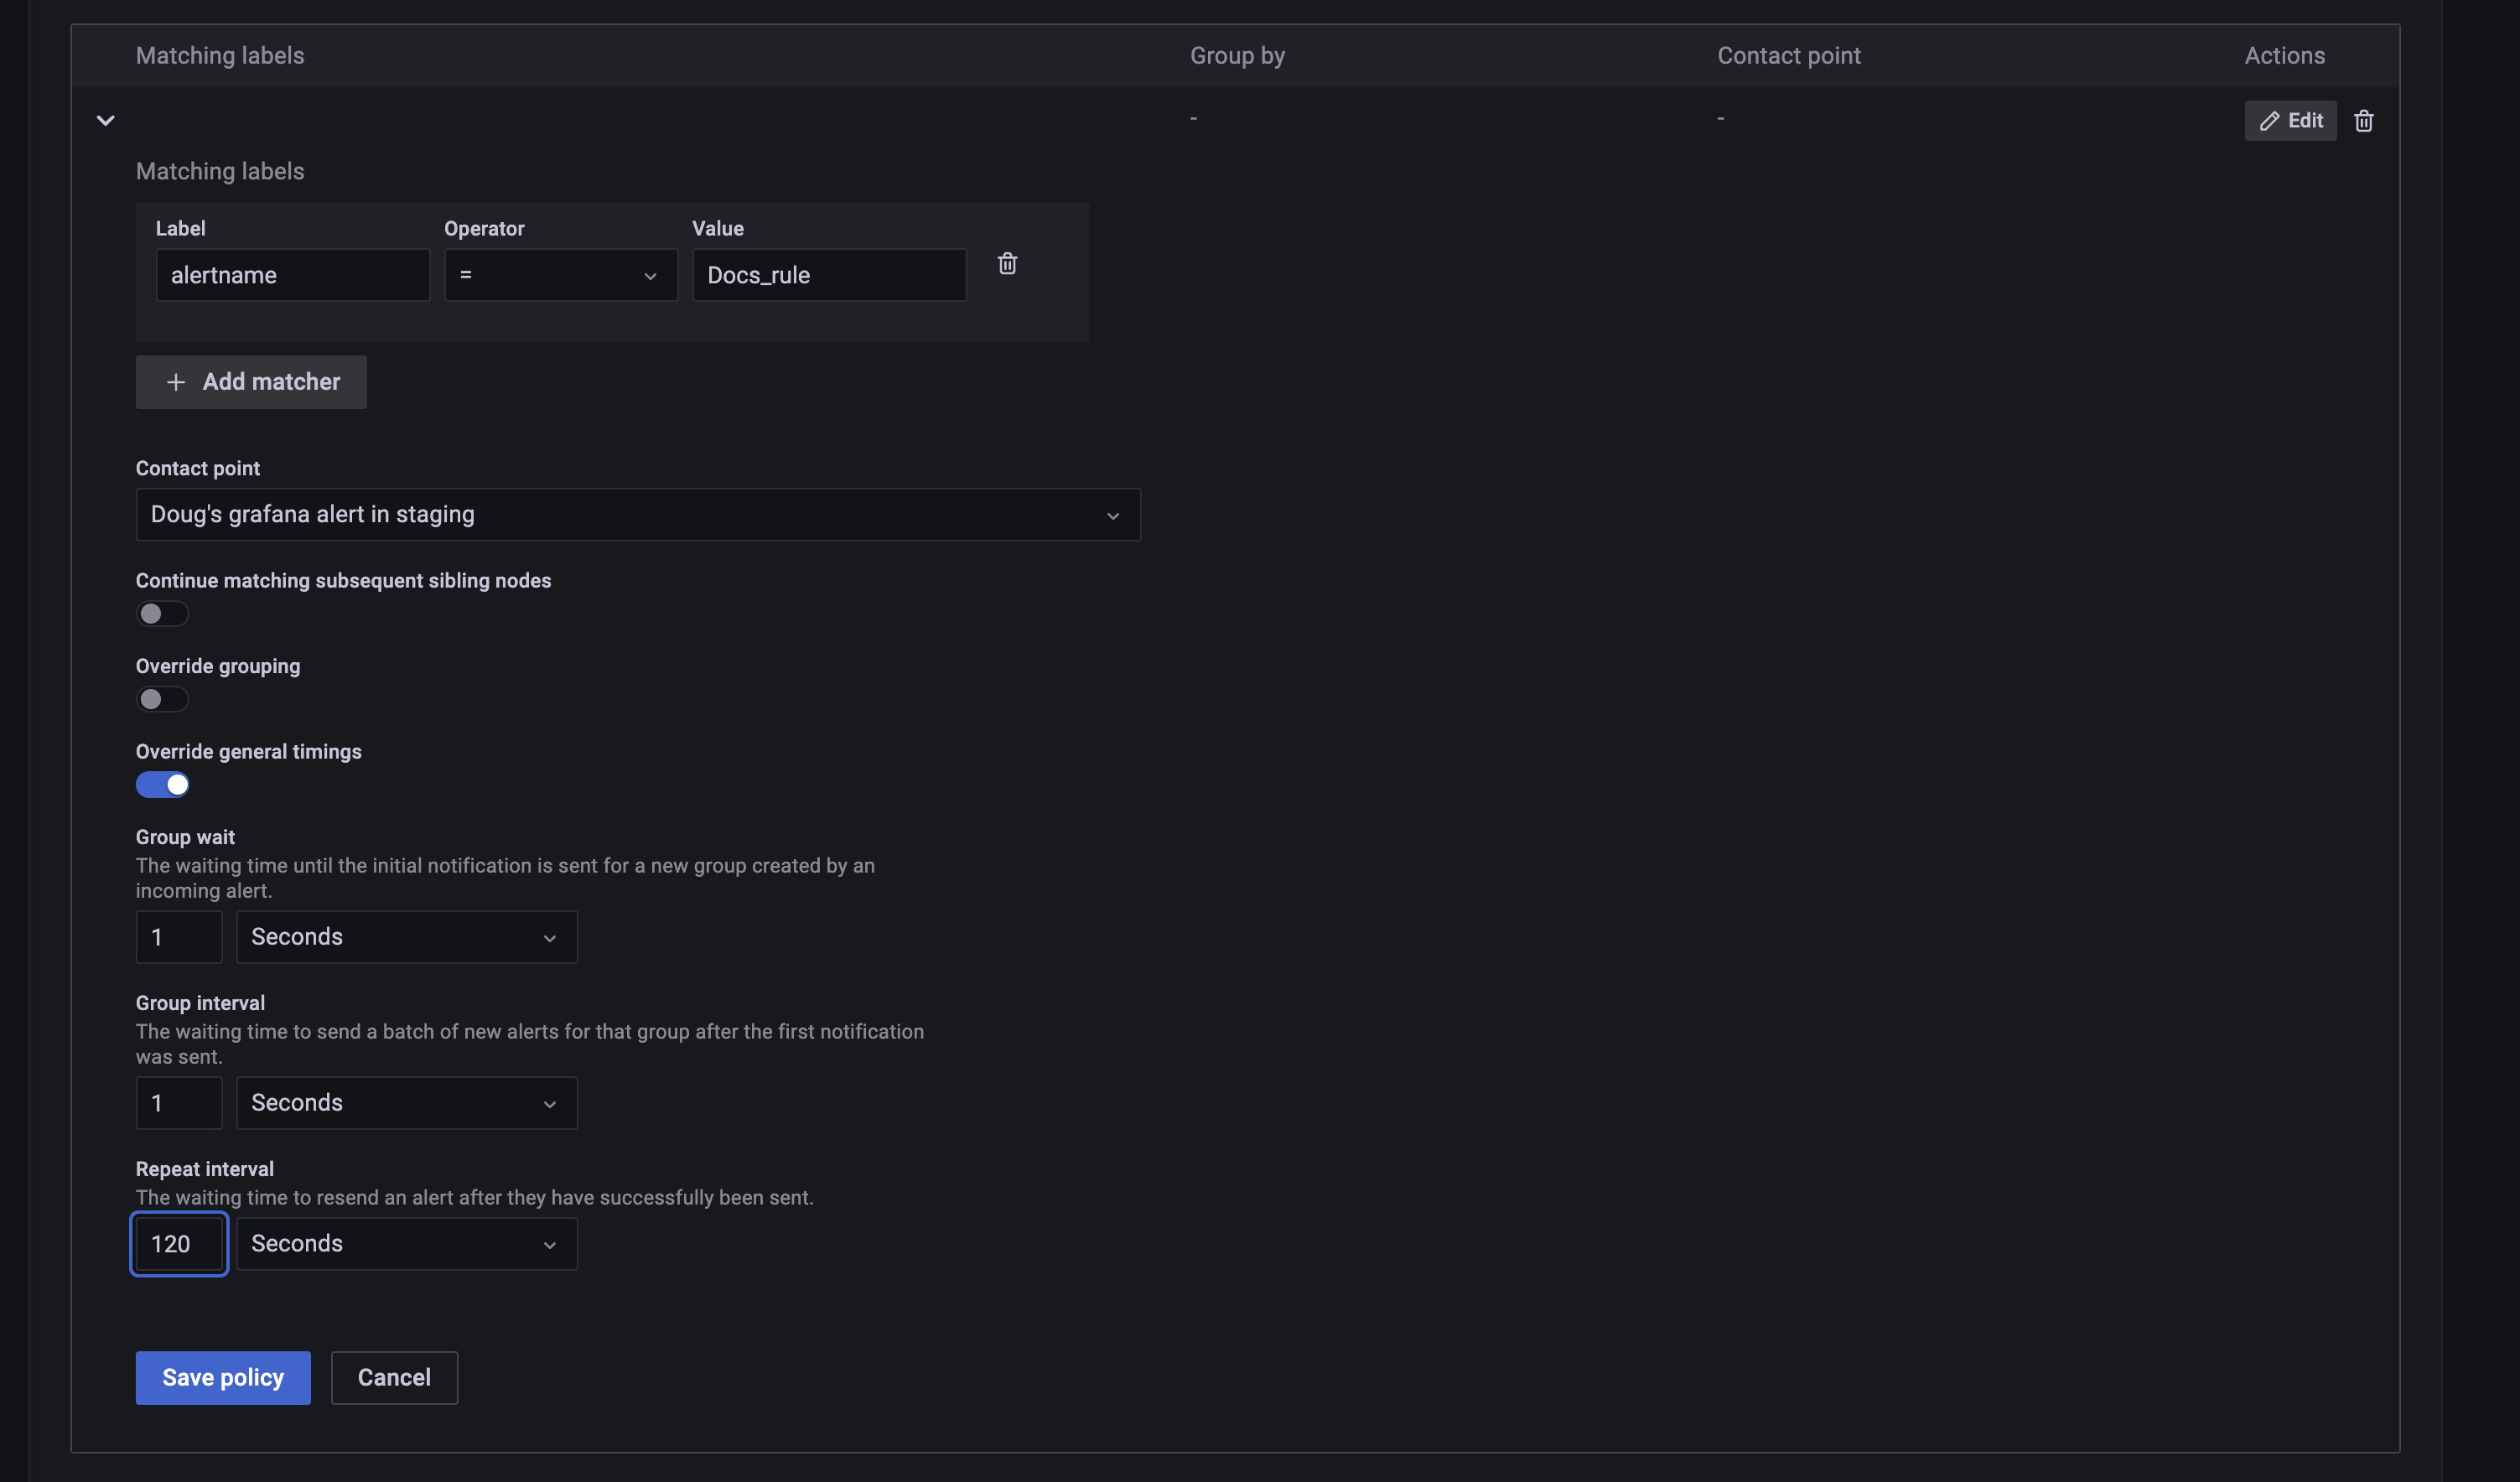 Matching labels Group by Contact point Actions
- - Edit
Matching labels
Label Operator Value
alertname = Docs_rule
+ Add matcher
Contact point
Doug's grafana alert in staging
Continue matching subsequent sibling nodes
Override grouping
Override general timings
Group wait
The waiting time until the initial notification is sent for a new group created by an
incoming alert.
1 Seconds
Group interval
The waiting time to send a batch of new alerts for that group after the first notification
was sent.
1 Seconds
Repeat interval
The waiting time to resend an alert after they have successfully been sent.
120 Seconds
Save policy Cancel